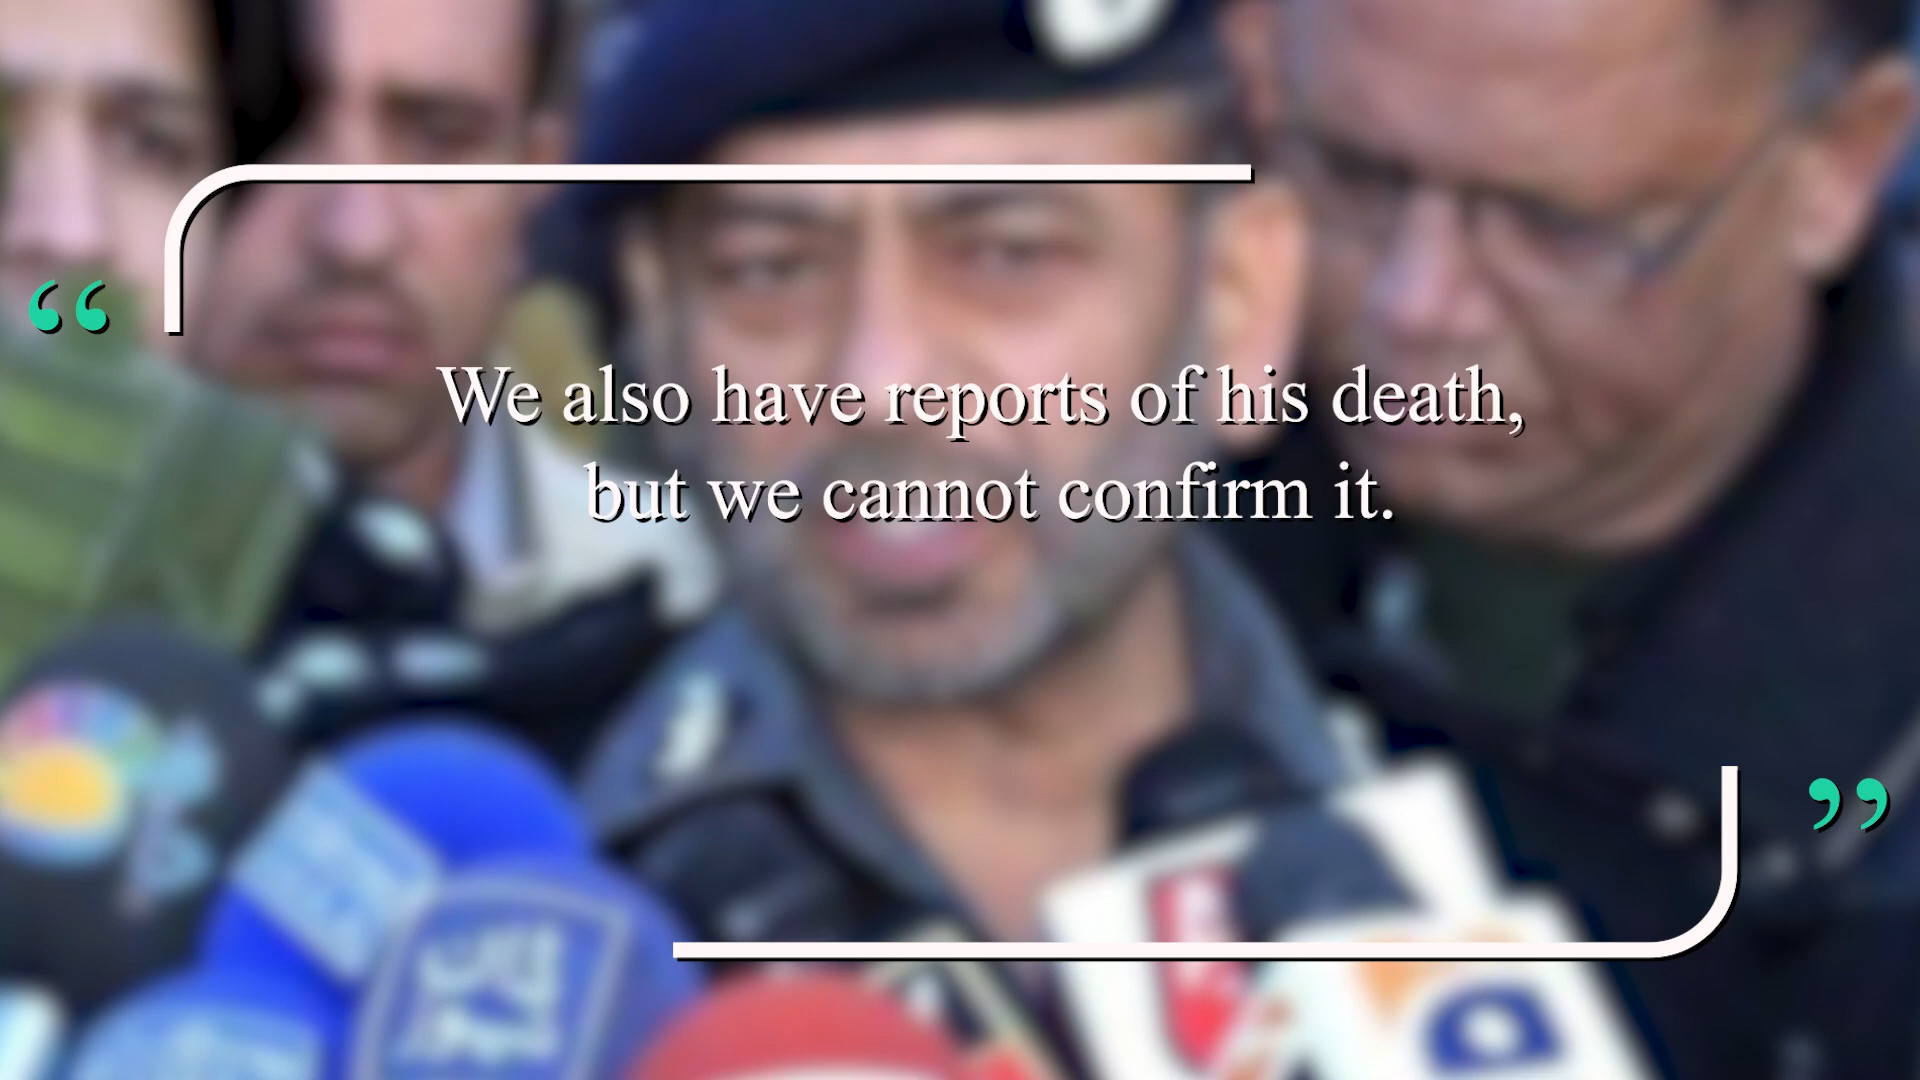 “
We also have reports of his death,
but we cannot confirm it.
”